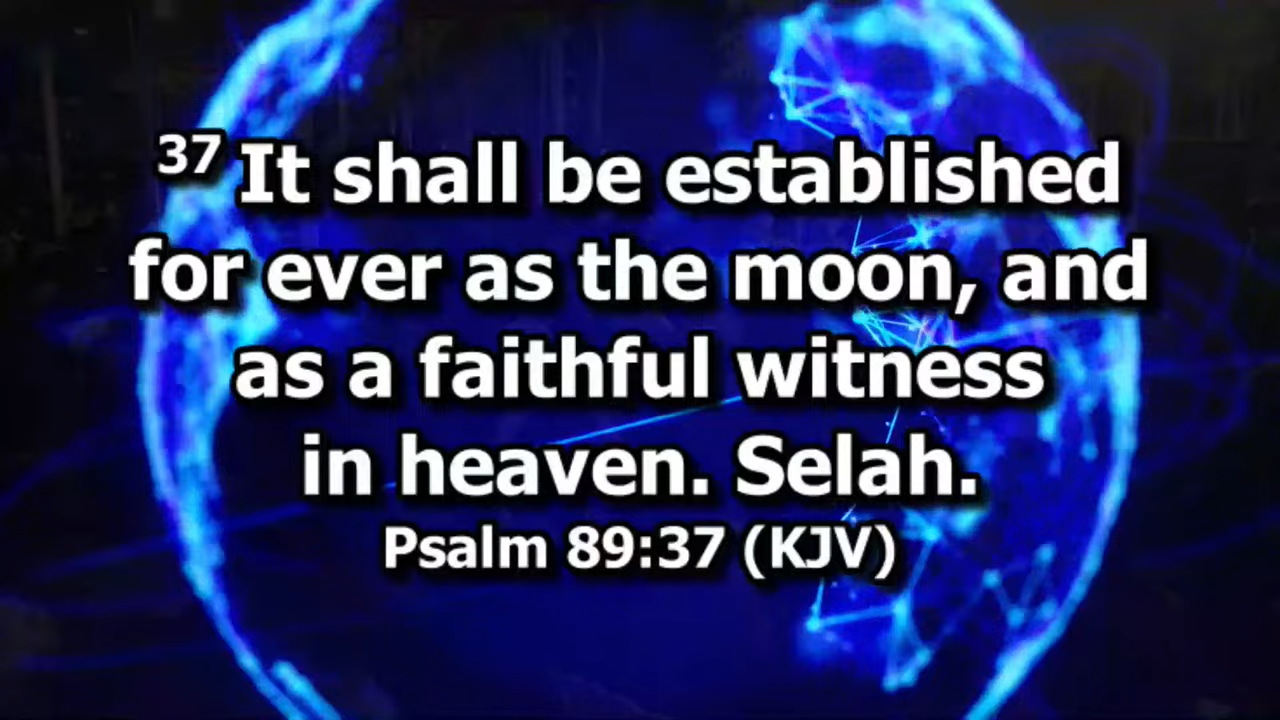 37 It shall be established
for ever as the moon, and
as a faithful witness
in heaven. Selah.
Psalm 89:37 (KJV)